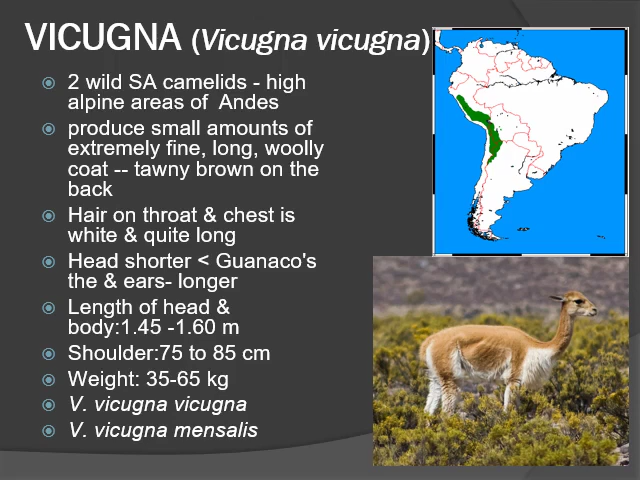 VICUGNA (Vicugna vicugna)
2 wild SA camelids - high
alpine areas of Andes
produce small amounts of
extremely fine, long, woolly
coat -- tawny brown on the
back
Hair on throat & chest is
white & quite long
Head shorter < Guanaco's
the & ears- longer
Length of head &
body:1.45 -1.60 m
Shoulder:75 to 85 cm
Weight: 35-65 kg
V. vicugna vicugna
V. vicugna mensalis